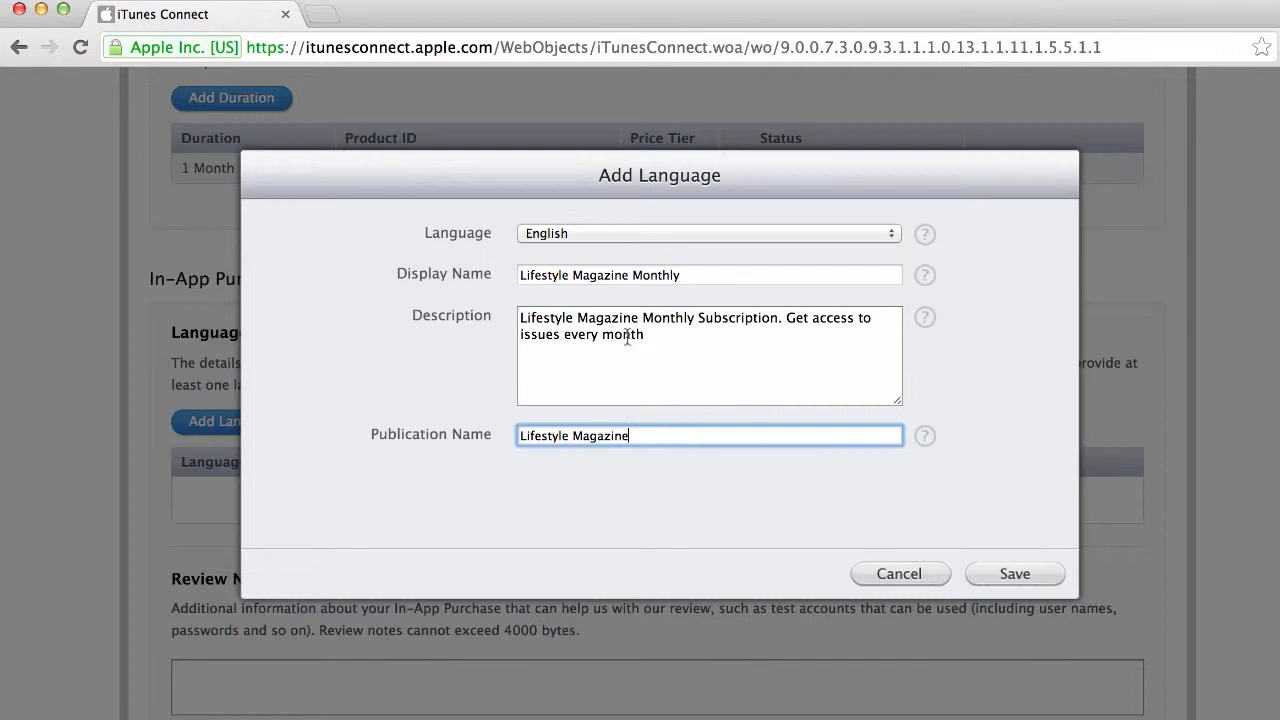 iTunes Connect
Apple Inc. [US] https://itunesconnect.apple.com/WebObjects/iTunesConnect.woa/wo/9.0.0.7.3.0.9.3.1.1.1.0.13.1.1.11.1.5.5.1.1
Add Duration
Duration Product ID Price Tier Status
1 Month
Add Language
Language English ?
In-App Pur
Display Name Lifestyle Magazine Monthly ?
Description Lifestyle Magazine Monthly Subscription. Get access to ?
issues every month
Languag
The details provide at
at least one la
Add Lan
Publication Name Lifestyle Magazine ?
Languag
Cancel Save
Review N
Additional information about your In-App Purchase that can help us with our review, such as test accounts that can be used (including user names,
passwords and so on). Review notes cannot exceed 4000 bytes.